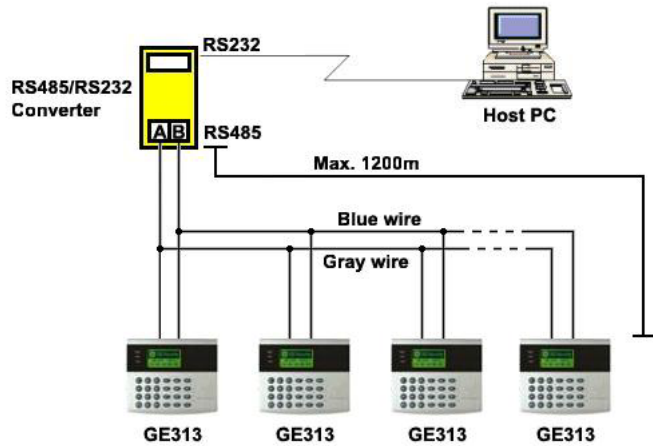 RS232
RS485/RS232
Converter
Host PC
A B
RS485
Max. 1200m
Blue wire
Gray wire
GE313
GE313
GE313
GE313